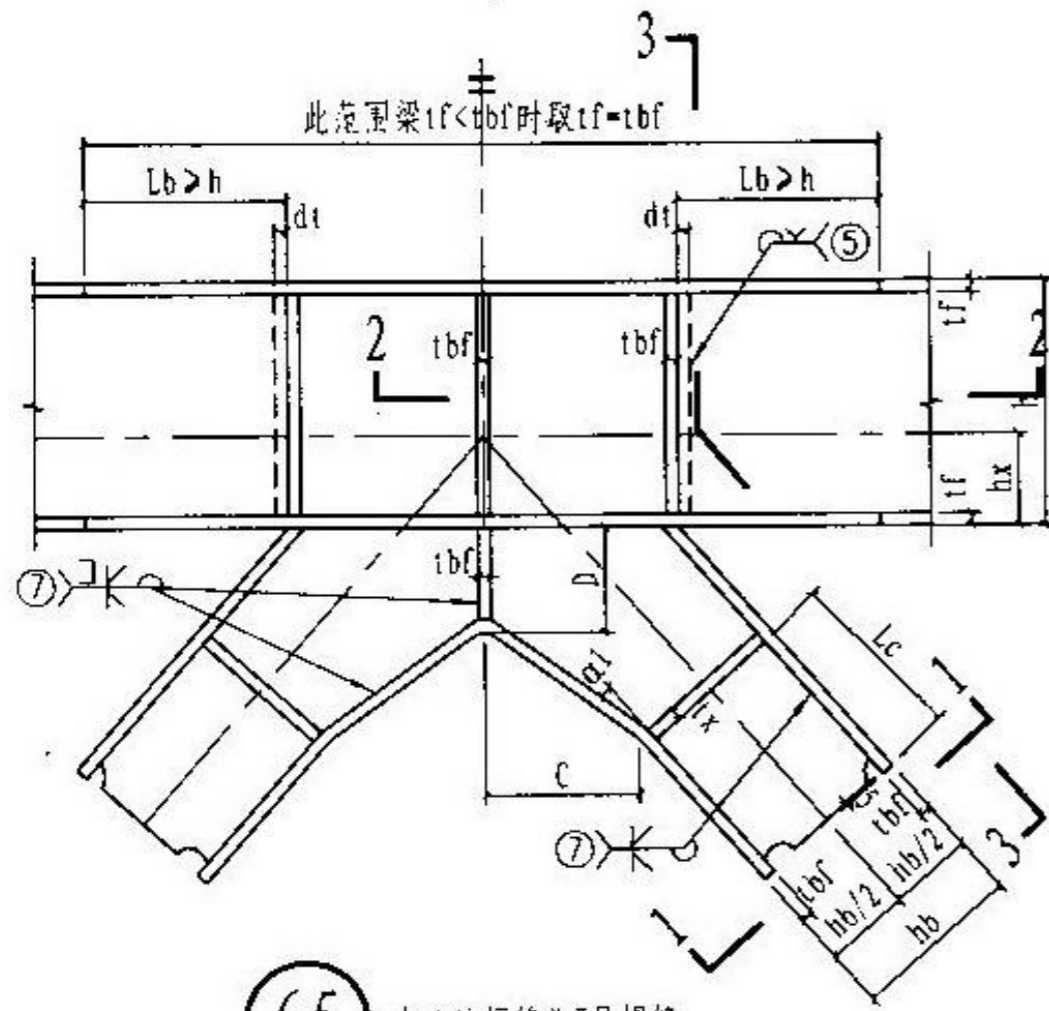 3
此范围梁tf<tbf时取tf=tbf
Lb≥h
Lb≥h
dt
dt
5
tf
2
tbf
tbf
2
h
hx
tf
7
tbf
D
Lc
α1
tx
1
C
7
tbf
hb/2
3
tbf
hb/2
hb
1